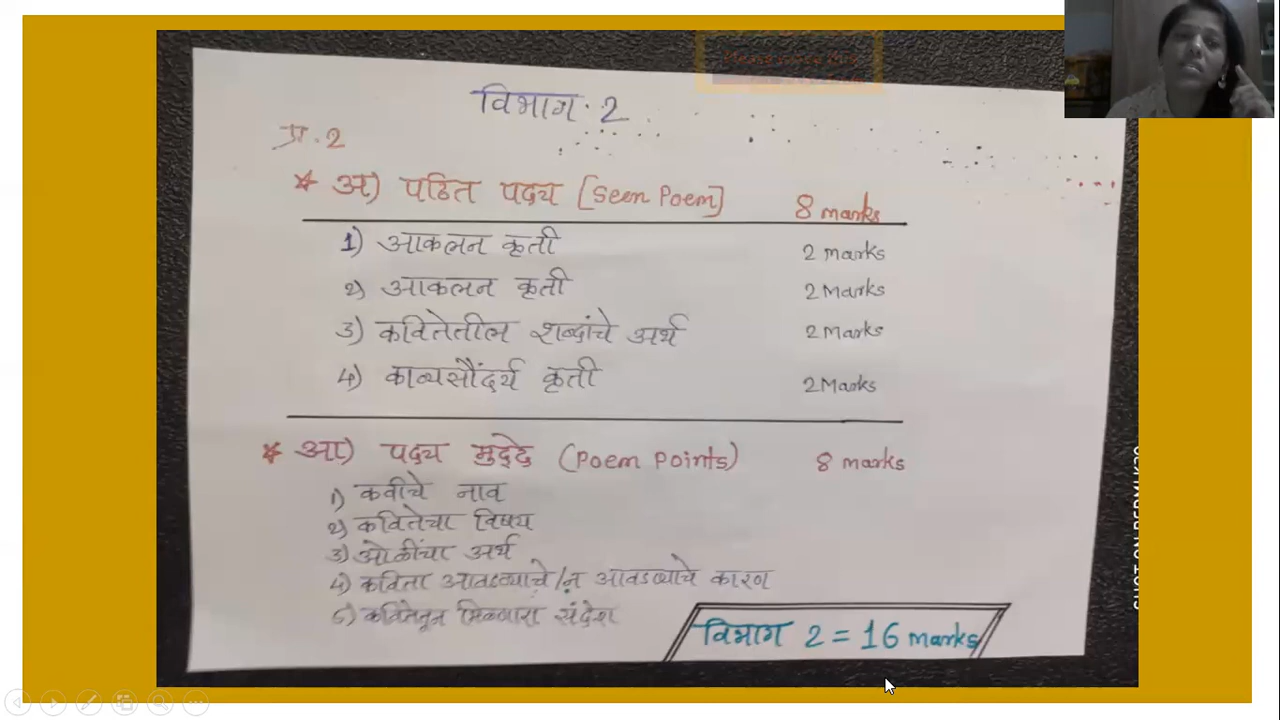 विभाग. 2
प्र.2
* अ) पठित पद्य [Seen Poem] 8 marks
1) आकलन कृती 2 marks
२) आकलन कृती 2 Marks
3) कवितेतील शब्दांचे अर्थ 2 Marks
4) काव्यसौंदर्य कृती 2 Marks
* आ) पद्य मुद्दे (Poem Points) 8 marks
1) कवीचे नाव
२) कवितेचा विषय
3) ओळींचा अर्थ
4) कविता आवडण्याचे/न आवडण्याचे कारण
5) कवितेतून मिळणारा संदेश
विभाग 2 = 16 marks